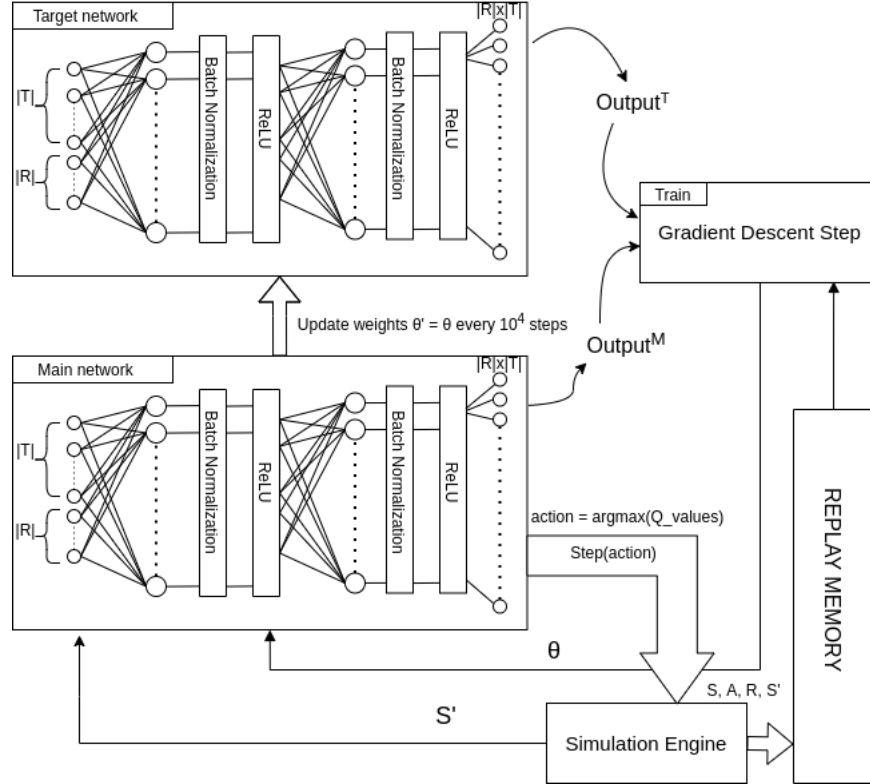 Target network
|R|x|T|
|T|
|R|
Batch Normalization
ReLU
Batch Normalization
ReLU
Output^T
Train
Gradient Descent Step
Update weights θ' = θ every 10^4 steps
Output^M
Main network
|R|x|T|
|T|
|R|
Batch Normalization
ReLU
Batch Normalization
ReLU
action = argmax(Q_values)
Step(action)
REPLAY MEMORY
θ
S, A, R, S'
S'
Simulation Engine